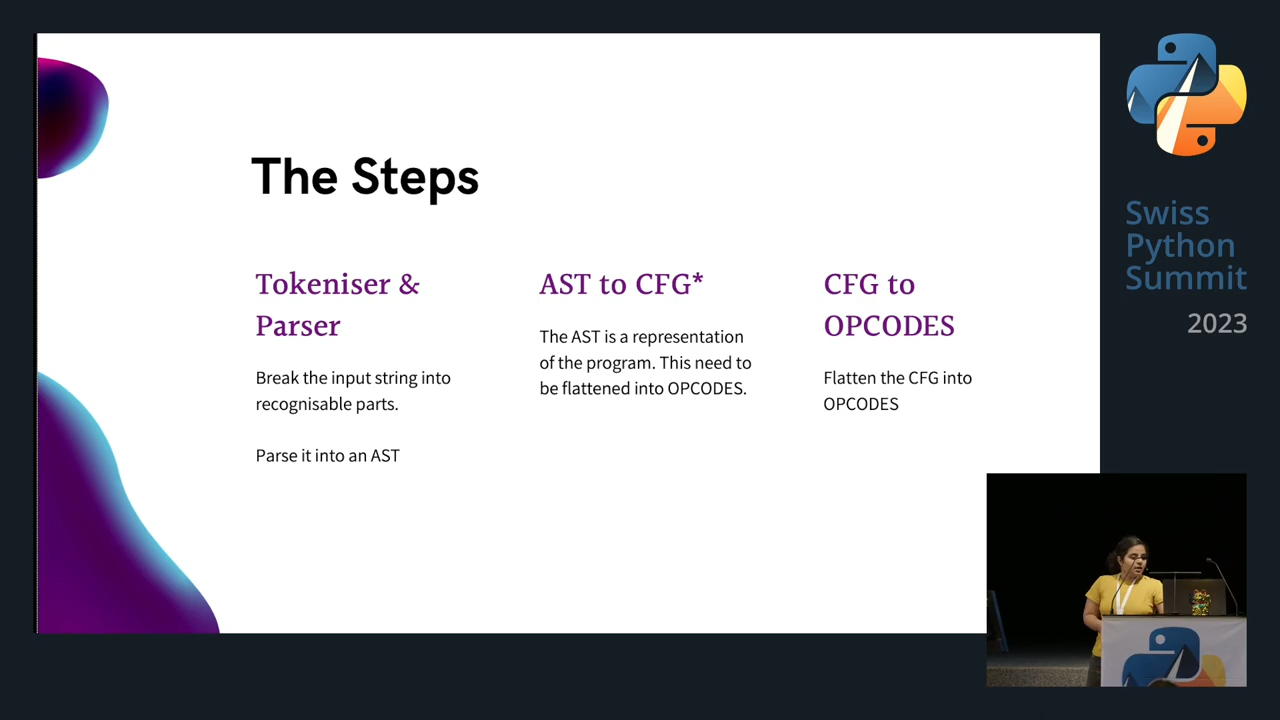 The Steps
Tokeniser &
Parser
Break the input string into
recognisable parts.
Parse it into an AST
AST to CFG*
The AST is a representation
of the program. This need to
be flattened into OPCODES.
CFG to
OPCODES
Flatten the CFG into
OPCODES
Swiss
Python
Summit
2023